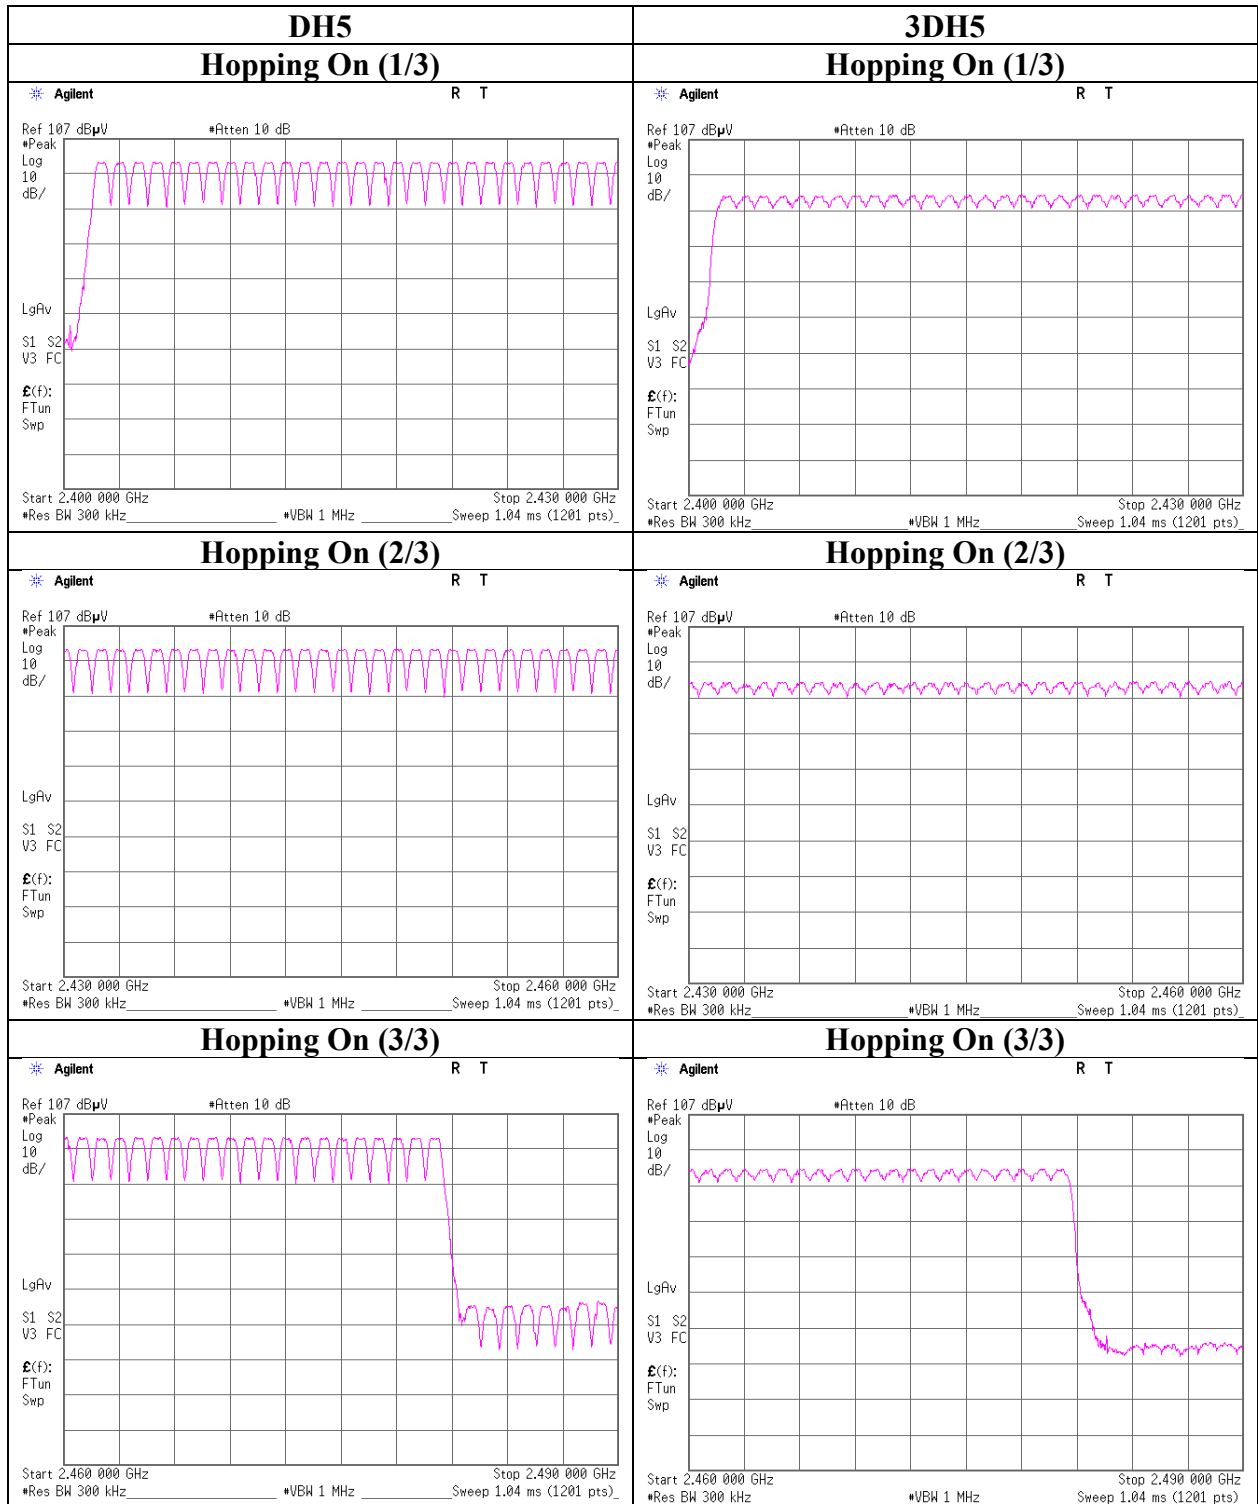 DH5
3DH5
Hopping On (1/3)
Hopping On (1/3)
Agilent
R T
Ref 107 dBµV
#Atten 10 dB
#Peak
Log
10
dB/
LgAv
S1 S2
V3 FC
£(f):
FTun
Swp
Start 2.400 000 GHz
Stop 2.430 000 GHz
#Res BW 300 kHz
#VBW 1 MHz
Sweep 1.04 ms (1201 pts)
Agilent
R T
Ref 107 dBµV
#Atten 10 dB
#Peak
Log
10
dB/
LgAv
S1 S2
V3 FC
£(f):
FTun
Swp
Start 2.400 000 GHz
Stop 2.430 000 GHz
#Res BW 300 kHz
#VBW 1 MHz
Sweep 1.04 ms (1201 pts)
Hopping On (2/3)
Hopping On (2/3)
Agilent
R T
Ref 107 dBµV
#Atten 10 dB
#Peak
Log
10
dB/
LgAv
S1 S2
V3 FC
£(f):
FTun
Swp
Start 2.430 000 GHz
Stop 2.460 000 GHz
#Res BW 300 kHz
#VBW 1 MHz
Sweep 1.04 ms (1201 pts)
Agilent
R T
Ref 107 dBµV
#Atten 10 dB
#Peak
Log
10
dB/
LgAv
S1 S2
V3 FC
£(f):
FTun
Swp
Start 2.430 000 GHz
Stop 2.460 000 GHz
#Res BW 300 kHz
#VBW 1 MHz
Sweep 1.04 ms (1201 pts)
Hopping On (3/3)
Hopping On (3/3)
Agilent
R T
Ref 107 dBµV
#Atten 10 dB
#Peak
Log
10
dB/
LgAv
S1 S2
V3 FC
£(f):
FTun
Swp
Start 2.460 000 GHz
Stop 2.490 000 GHz
#Res BW 300 kHz
#VBW 1 MHz
Sweep 1.04 ms (1201 pts)
Agilent
R T
Ref 107 dBµV
#Atten 10 dB
#Peak
Log
10
dB/
LgAv
S1 S2
V3 FC
£(f):
FTun
Swp
Start 2.460 000 GHz
Stop 2.490 000 GHz
#Res BW 300 kHz
#VBW 1 MHz
Sweep 1.04 ms (1201 pts)